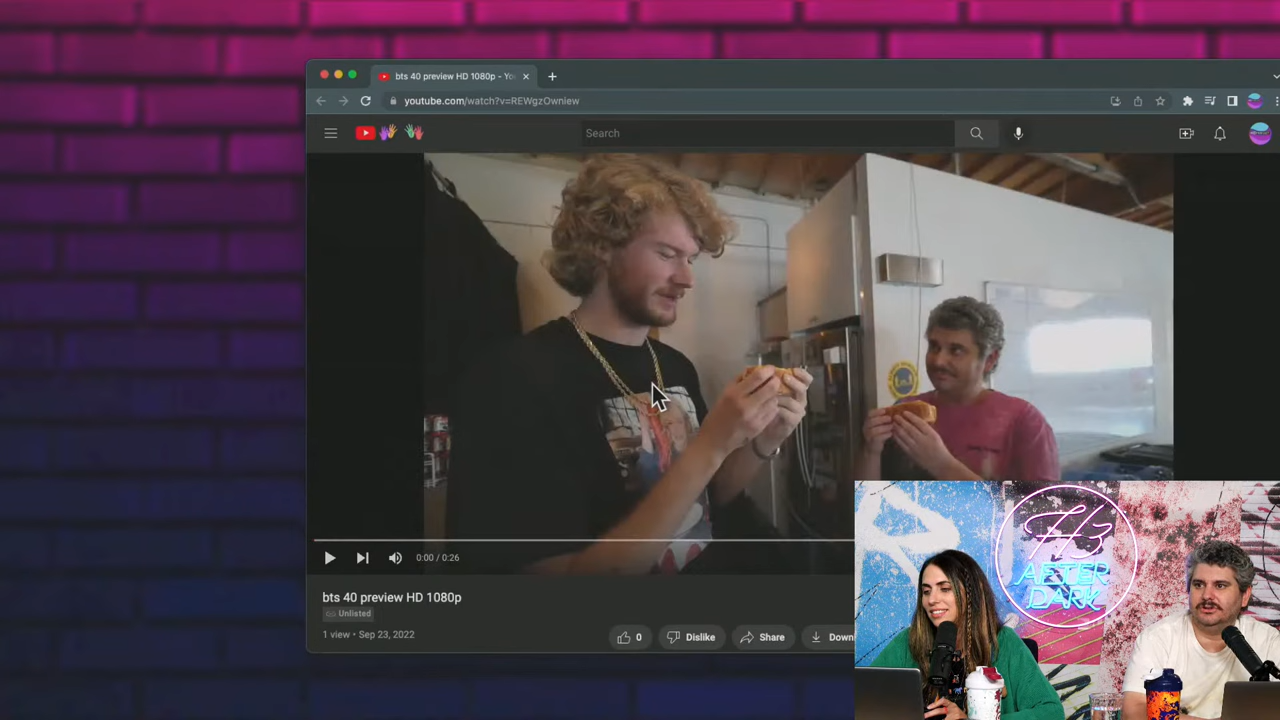 bts 40 preview HD 1080p - Yo
youtube.com/watch?v=REWgzOwniew
Search
0:00 / 0:26
bts 40 preview HD 1080p
Unlisted
1 view • Sep 23, 2022
0
Dislike
Share
Down
H3
AFTER
DARK